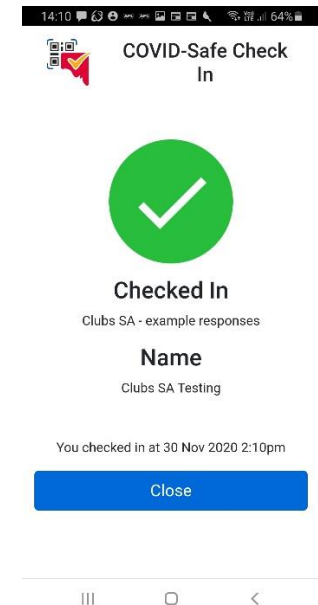 14:10 64%
COVID-Safe Check
In
Checked In
Clubs SA - example responses
Name
Clubs SA Testing
You checked in at 30 Nov 2020 2:10pm
Close